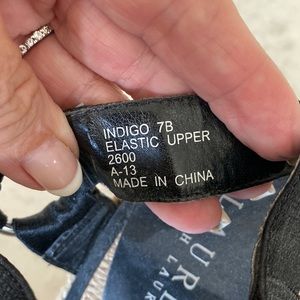 INDIGO 7B
ELASTIC UPPER
2600
A-13
MADE IN CHINA